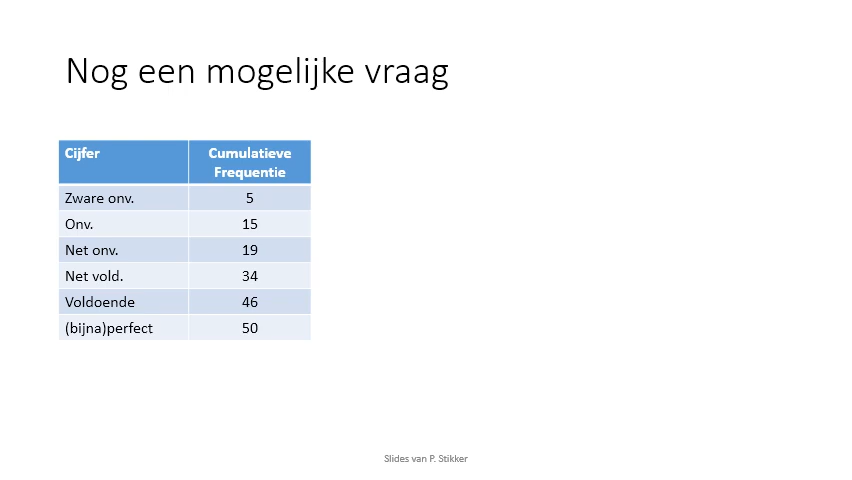 Nog een mogelijke vraag
Cijfer Cumulatieve
Frequentie
Zware onv. 5
Onv. 15
Net onv. 19
Net vold. 34
Voldoende 46
(bijna)perfect 50
Slides van P. Stikker